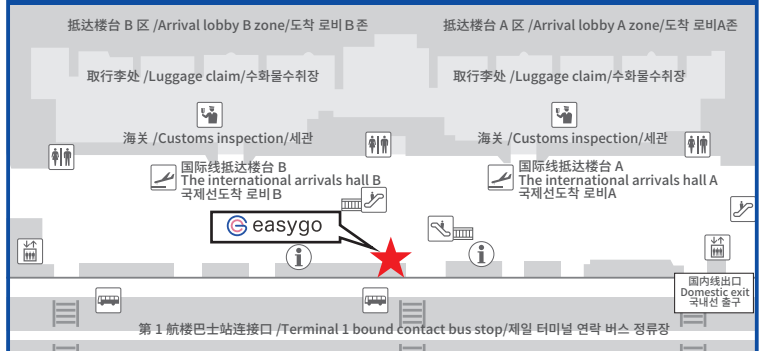 抵达楼台 B 区 /Arrival lobby B zone/도착 로비 B 존
抵达楼台 A 区 /Arrival lobby A zone/도착 로비A존
取行李处 /Luggage claim/수화물수취장
取行李处 /Luggage claim/수화물수취장
海关 /Customs inspection/세관
海关 /Customs inspection/세관
国际线抵达楼台 B
The international arrivals hall B
국제선도착 로비 B
国际线抵达楼台 A
The international arrivals hall A
국제선도착 로비A
easygo
国内线出口
Domestic exit
국내선 출구
第 1 航楼巴士站连接口 /Terminal 1 bound contact bus stop/제일 터미널 연락 버스 정류장